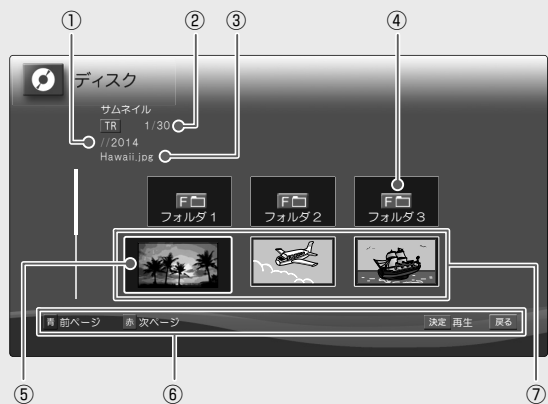 ① ② ③ ④
ディスク
サムネイル
TR 1/30
//2014
Hawaii.jpg
F フォルダ1
F フォルダ2
F フォルダ3
青 前ページ 赤 次ページ 決定 再生 戻る
⑤ ⑥ ⑦